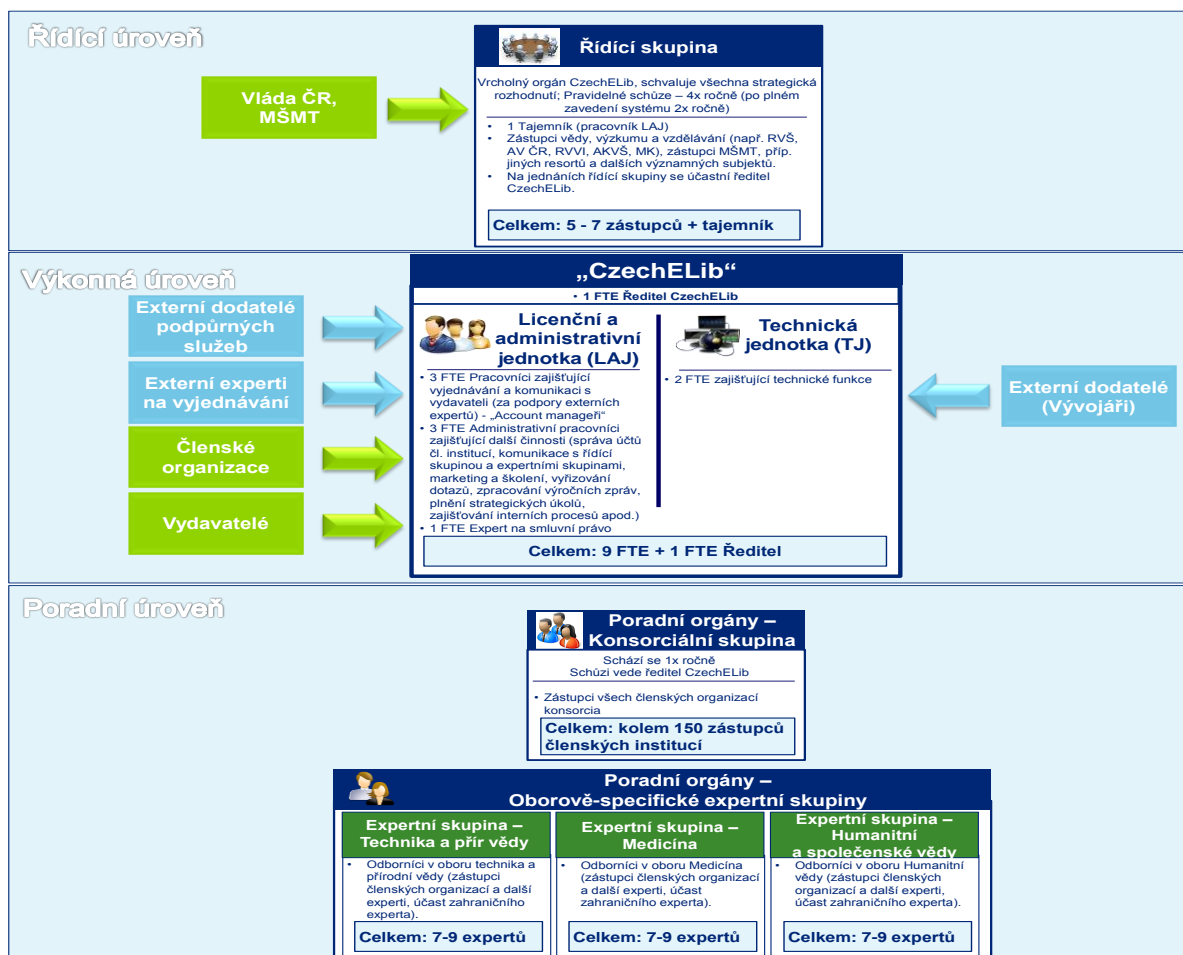 Řídící úroveň
Řídící skupina
Vrcholný orgán CzechELib, schvaluje všechna strategická
rozhodnutí; Pravidelné schůze – 4x ročně (po plném
zavedení systému 2x ročně)
• 1 Tajemník (pracovník LAJ)
• Zástupci vědy, výzkumu a vzdělávání (např. RVŠ,
AV ČR, RVVI, AKVŠ, MK), zástupci MŠMT, příp.
jiných resortů a dalších významných subjektů.
• Na jednáních řídící skupiny se účastní ředitel
CzechELib.
Celkem: 5 - 7 zástupců + tajemník
Vláda ČR,
MŠMT
Výkonná úroveň
„CzechELib“
• 1 FTE Ředitel CzechELib
Externí dodatelé
podpůrných
služeb
Externí experti
na vyjednávání
Členské
organizace
Vydavatelé
Licenční a
administrativní
jednotka (LAJ)
• 3 FTE Pracovníci zajišťující
vyjednávání a komunikaci s
vydavateli (za podpory externích
expertů) - „Account manageři“
• 3 FTE Administrativní pracovníci
zajišťující další činnosti (správa účtů
čl. institucí, komunikace s řídící
skupinou a expertními skupinami,
marketing a školení, vyřizování
dotazů, zpracování výročních zpráv,
plnění strategických úkolů,
zajišťování interních procesů apod.)
• 1 FTE Expert na smluvní právo
Technická
jednotka (TJ)
• 2 FTE zajišťující technické funkce
Externí dodatelé
(Vývojáři)
Celkem: 9 FTE + 1 FTE Ředitel
Poradní úroveň
Poradní orgány –
Konsorciální skupina
Schází se 1x ročně
Schůzi vede ředitel CzechELib
• Zástupci všech členských organizací
konsorcia
Celkem: kolem 150 zástupců
členských institucí
Poradní orgány –
Oborově-specifické expertní skupiny
Expertní skupina –
Technika a přír vědy
• Odborníci v oboru technika a
přírodní vědy (zástupci
členských organizací a další
experti, účast zahraničního
experta).
Celkem: 7-9 expertů
Expertní skupina –
Medicína
• Odborníci v oboru Medicína
(zástupci členských organizací
a další experti, účast
zahraničního experta).
Celkem: 7-9 expertů
Expertní skupina –
Humanitní
a společenské vědy
• Odborníci v oboru Humanitní
vědy (zástupci členských
organizací a další experti,
účast zahraničního experta).
Celkem: 7-9 expertů